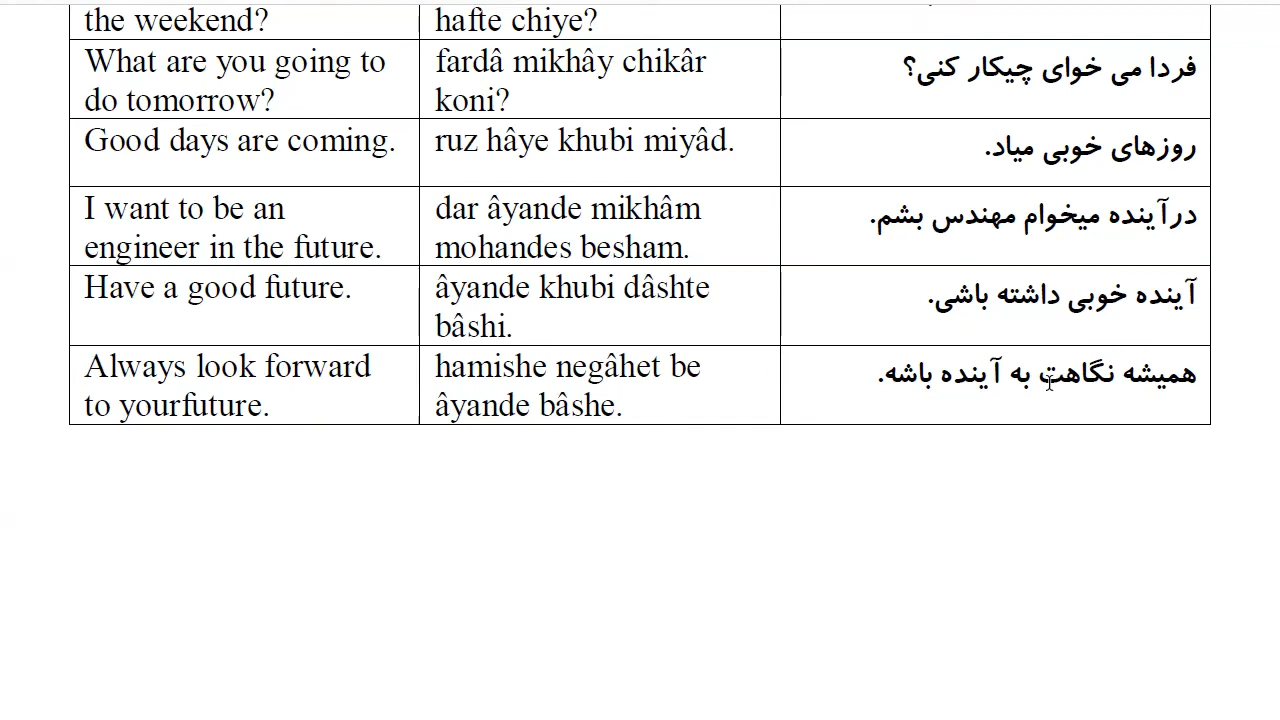 the weekend?
hafte chiye?
What are you going to
do tomorrow?
fardâ mikhây chikâr
koni?
فردا می خوای چیکار کنی؟
Good days are coming.
ruz hâye khubi miyâd.
روزهای خوبی میاد.
I want to be an
engineer in the future.
dar âyande mikhâm
mohandes besham.
درآینده میخوام مهندس بشم.
Have a good future.
âyande khubi dâshte
bâshi.
آینده خوبی داشته باشی.
Always look forward
to yourfuture.
hamishe negâhet be
âyande bâshe.
همیشه نگاهت به آینده باشه.